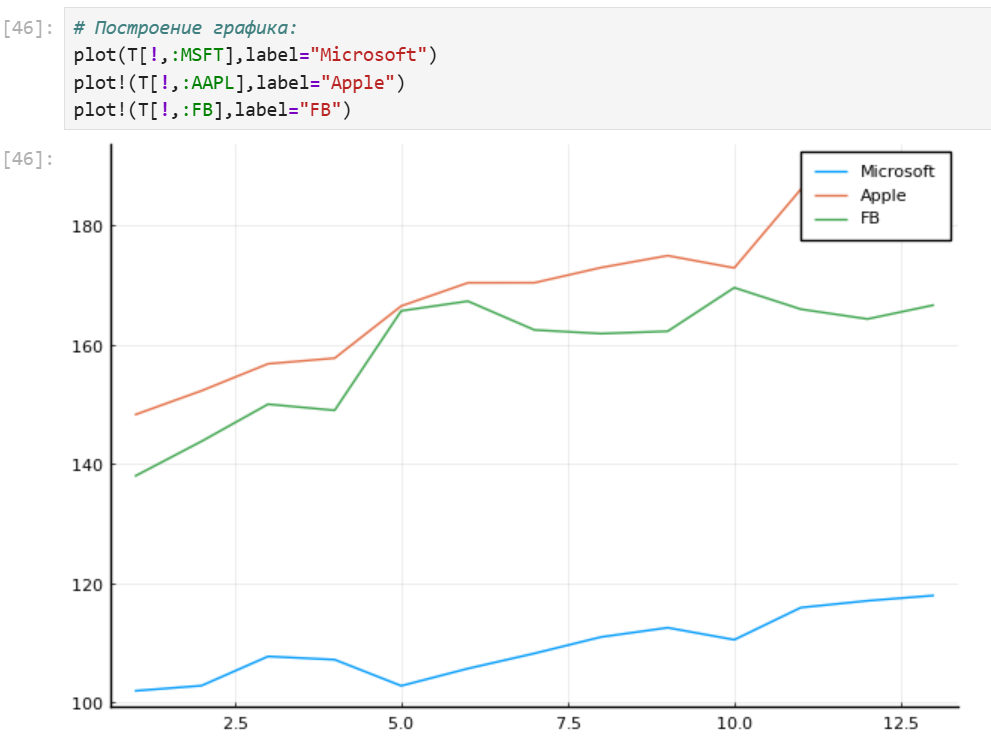 [46]: # Построение графика:
plot(T[!,:MSFT],label="Microsoft")
plot!(T[!,:AAPL],label="Apple")
plot!(T[!,:FB],label="FB")
[46]:
Microsoft
Apple
FB
180
160
140
120
100
2.5 5.0 7.5 10.0 12.5